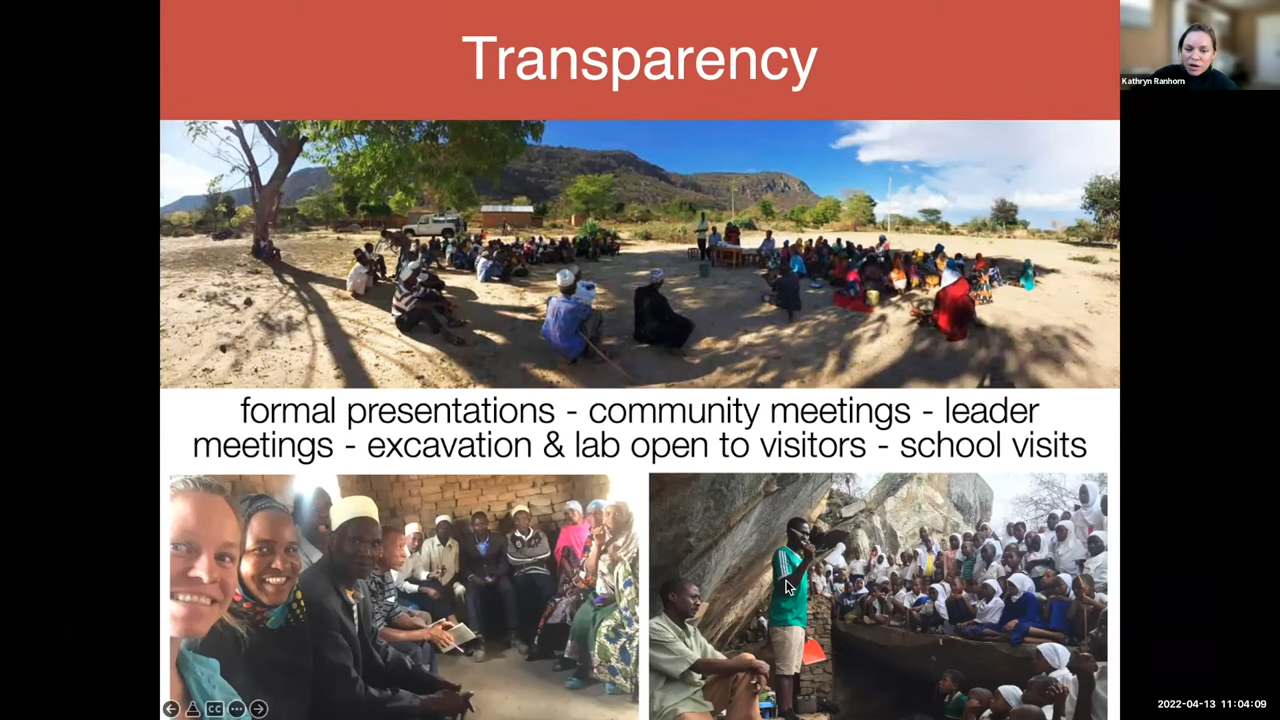 Transparency
Kathryn Ranhorn
formal presentations - community meetings - leader
meetings - excavation & lab open to visitors - school visits
CC
2022-04-13 11:04:09